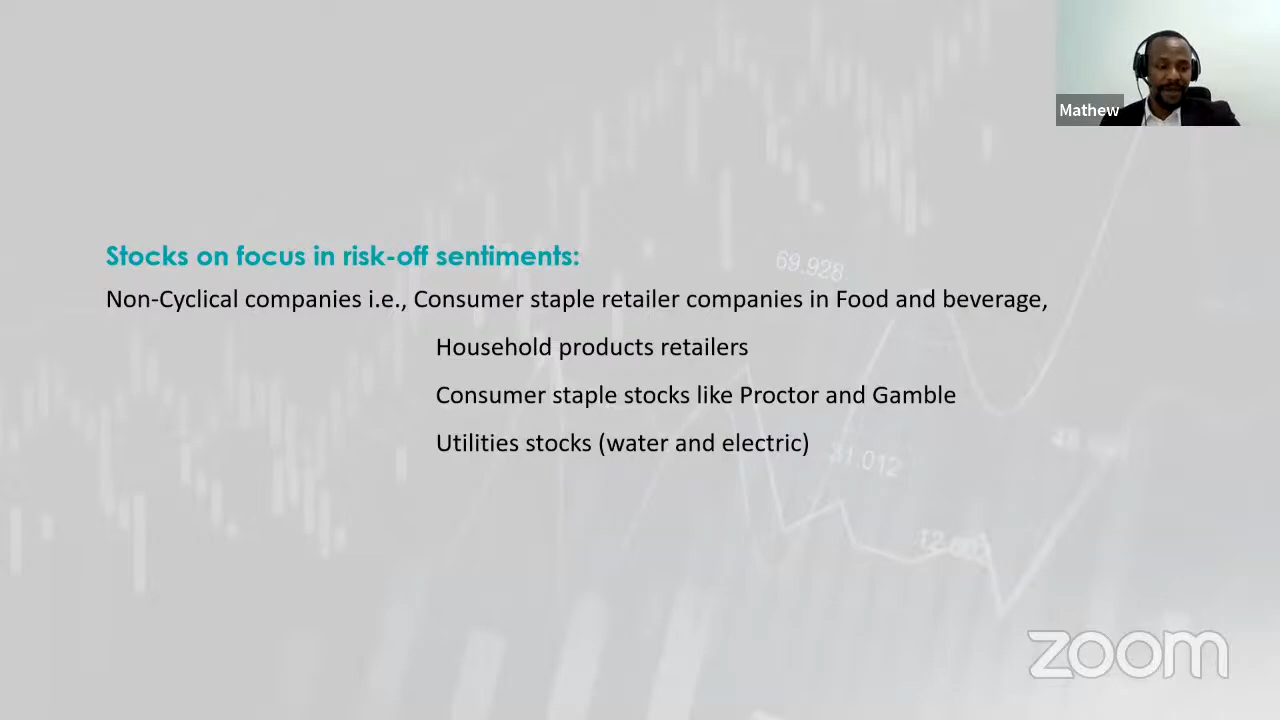 Mathew
Stocks on focus in risk-off sentiments:
69.928
Non-Cyclical companies i.e., Consumer staple retailer companies in Food and beverage,
Household products retailers
Consumer staple stocks like Proctor and Gamble
Utilities stocks (water and electric)
31.012
zoom